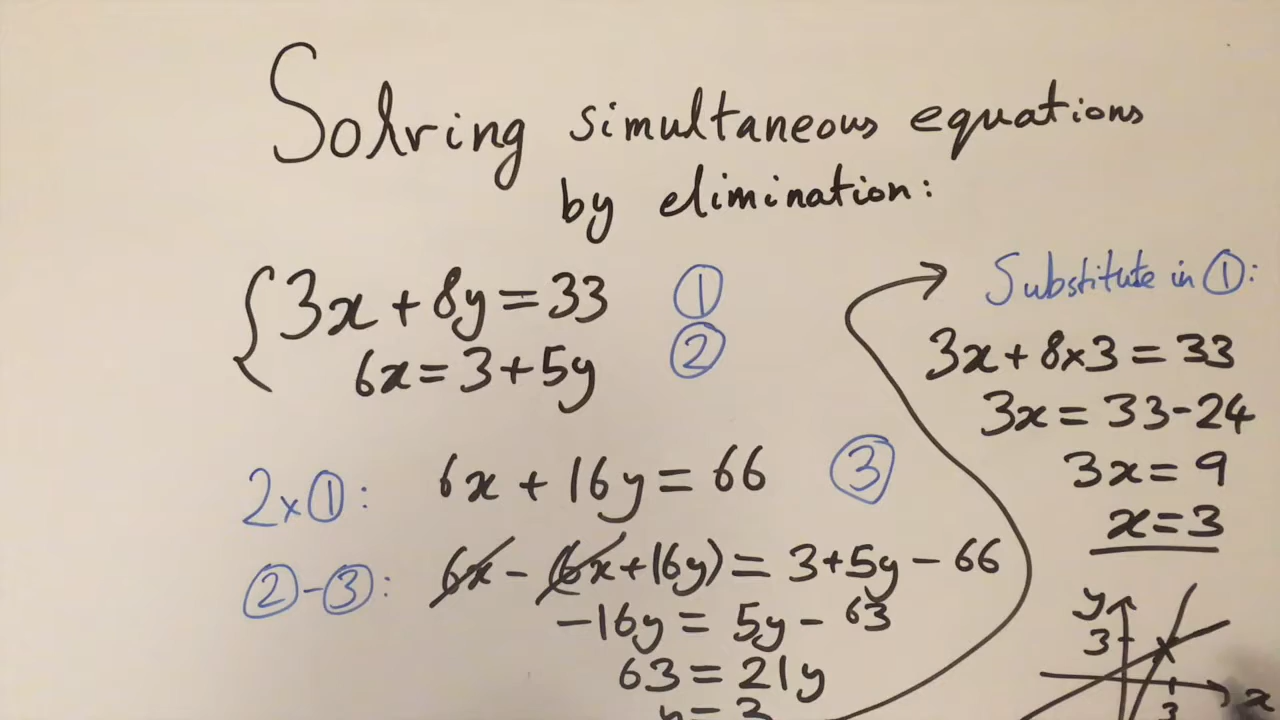 Solving simultaneous equations
by elimination:
3x + 8y = 33 ①
6x = 3 + 5y ②
2 × ①: 6x + 16y = 66 ③
② - ③: 6x - (6x + 16y) = 3 + 5y - 66
-16y = 5y - 63
63 = 21y
y = 3
Substitute in ①:
3x + 8 × 3 = 33
3x = 33 - 24
3x = 9
x = 3
y
3
x
3